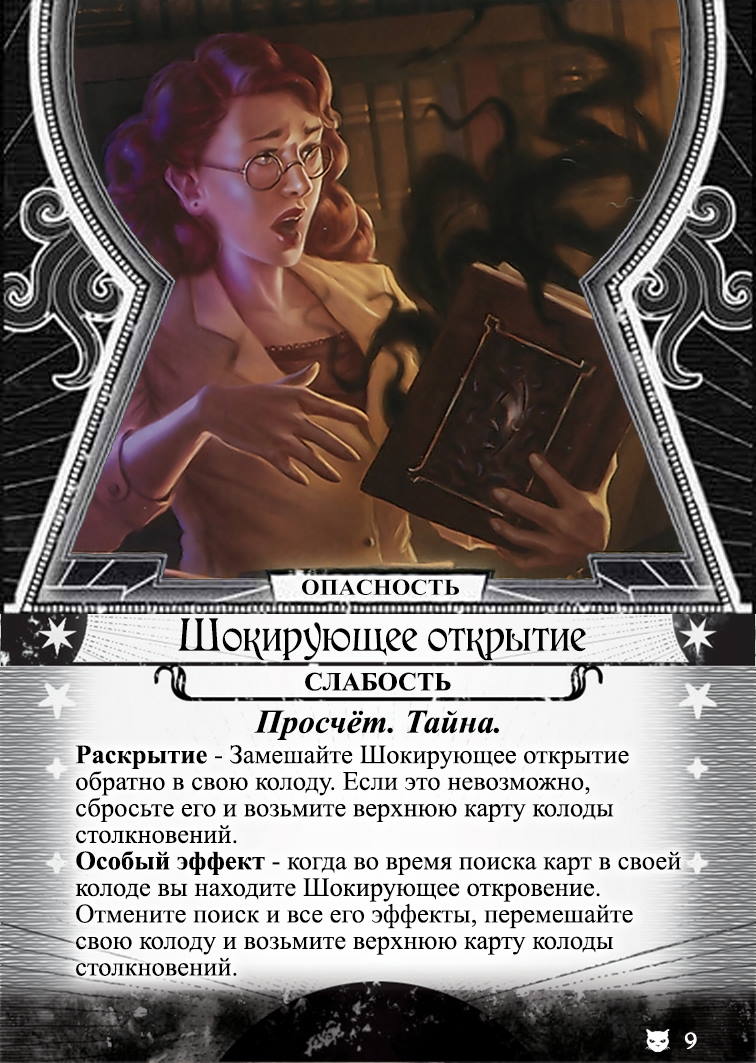 ОПАСНОСТЬ
Шокирующее открытие
СЛАБОСТЬ
Просчёт. Тайна.
Раскрытие - Замешайте Шокирующее открытие
обратно в свою колоду. Если это невозможно,
сбросьте его и возьмите верхнюю карту колоды
столкновений.
Особый эффект - когда во время поиска карт в своей
колоде вы находите Шокирующее откровение.
Отмените поиск и все его эффекты, перемешайте
свою колоду и возьмите верхнюю карту колоды
столкновений.
9